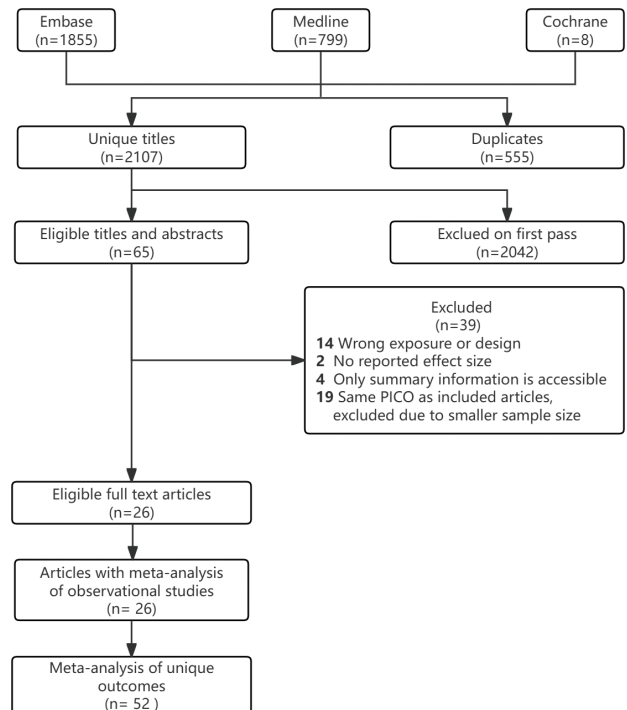 Embase
(n=1855)
Medline
(n=799)
Cochrane
(n=8)
Unique titles
(n=2107)
Duplicates
(n=555)
Eligible titles and abstracts
(n=65)
Exclued on first pass
(n=2042)
Excluded
(n=39)
14 Wrong exposure or design
2 No reported effect size
4 Only summary information is accessible
19 Same PICO as included articles,
excluded due to smaller sample size
Eligible full text articles
(n=26)
Articles with meta-analysis
of observational studies
(n= 26)
Meta-analysis of unique
outcomes
(n= 52 )